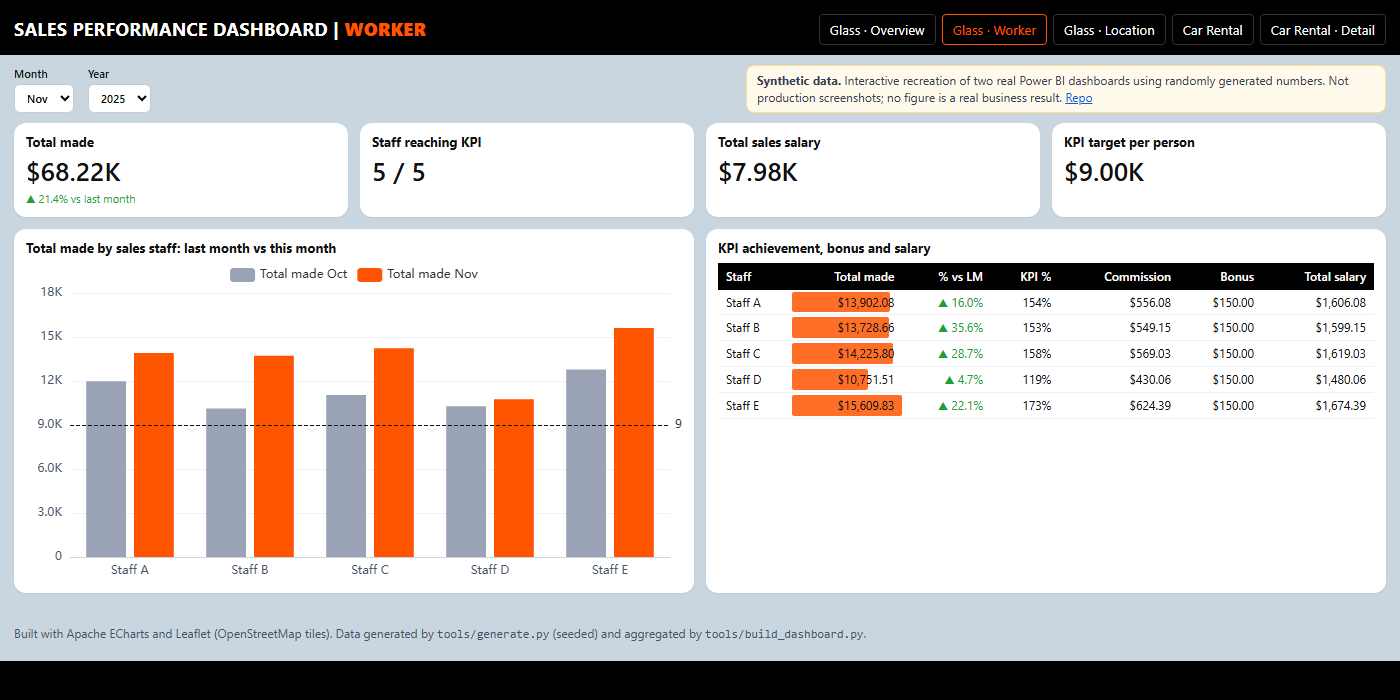 SALES PERFORMANCE DASHBOARD | WORKER
Glass · Overview
Glass · Worker
Glass · Location
Car Rental
Car Rental · Detail
Month
Year
Nov
2025
Synthetic data. Interactive recreation of two real Power BI dashboards using randomly generated numbers. Not
production screenshots; no figure is a real business result. Repo
Total made
$68.22K
▲ 21.4% vs last month
Staff reaching KPI
5 / 5
Total sales salary
$7.98K
KPI target per person
$9.00K
Total made by sales staff: last month vs this month
Total made Oct
Total made Nov
18K
15K
12K
9.0K
9
6.0K
3.0K
0
Staff A
Staff B
Staff C
Staff D
Staff E
KPI achievement, bonus and salary
Staff Total made % vs LM KPI % Commission Bonus Total salary
Staff A $13,902.08 ▲ 16.0% 154% $556.08 $150.00 $1,606.08
Staff B $13,728.66 ▲ 35.6% 153% $549.15 $150.00 $1,599.15
Staff C $14,225.80 ▲ 28.7% 158% $569.03 $150.00 $1,619.03
Staff D $10,751.51 ▲ 4.7% 119% $430.06 $150.00 $1,480.06
Staff E $15,609.83 ▲ 22.1% 173% $624.39 $150.00 $1,674.39
Built with Apache ECharts and Leaflet (OpenStreetMap tiles). Data generated by tools/generate.py (seeded) and aggregated by tools/build_dashboard.py.